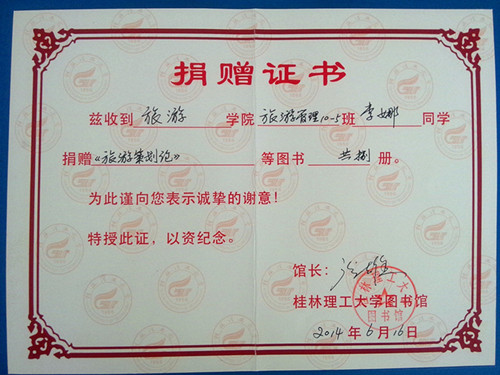 捐赠证书
兹收到 旅游 学院 旅游管理10-5班 李娜 同学
捐赠《旅游策划论》等图书 共捌 册。
为此谨向您表示诚挚的谢意！
特授此证，以资纪念。
馆长：
桂林理工大学图书馆
2014年6月16日